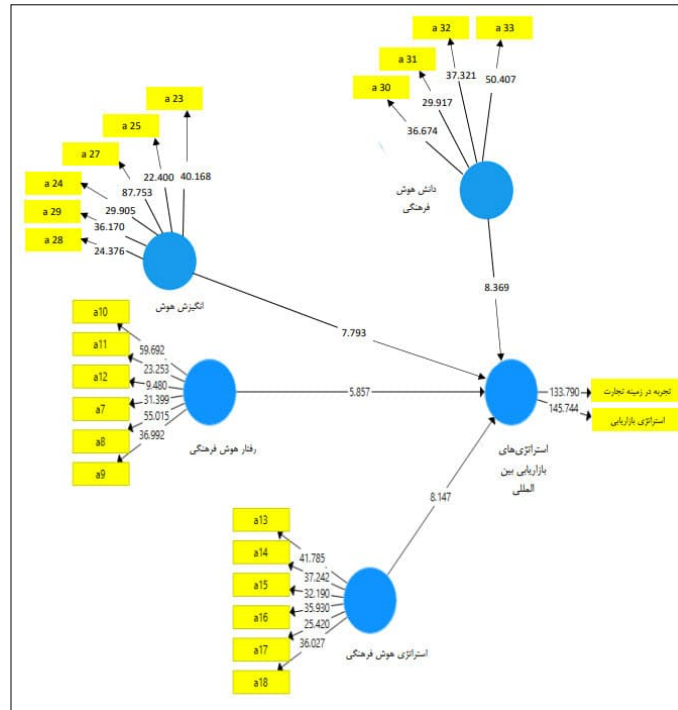 a 32
a 33
a 31
a 30
37.321
50.407
29.917
36.674
دانش هوش
فرهنگی
8.369
a 23
a 25
a 27
a 24
a 29
a 28
40.168
22.400
87.753
29.905
36.170
24.376
انگیزش هوش
7.793
a10
a11
a12
a7
a8
a9
59.692
23.253
9.480
31.399
55.015
36.992
رفتار هوش فرهنگی
5.857
133.790
145.744
تجربه در زمینه تجارت
استراتژی بازاریابی
استراتژی‌های
بازاریابی بین
المللی
8.147
a13
a14
a15
a16
a17
a18
41.785
37.242
32.190
35.930
25.420
36.027
استراتژی هوش فرهنگی